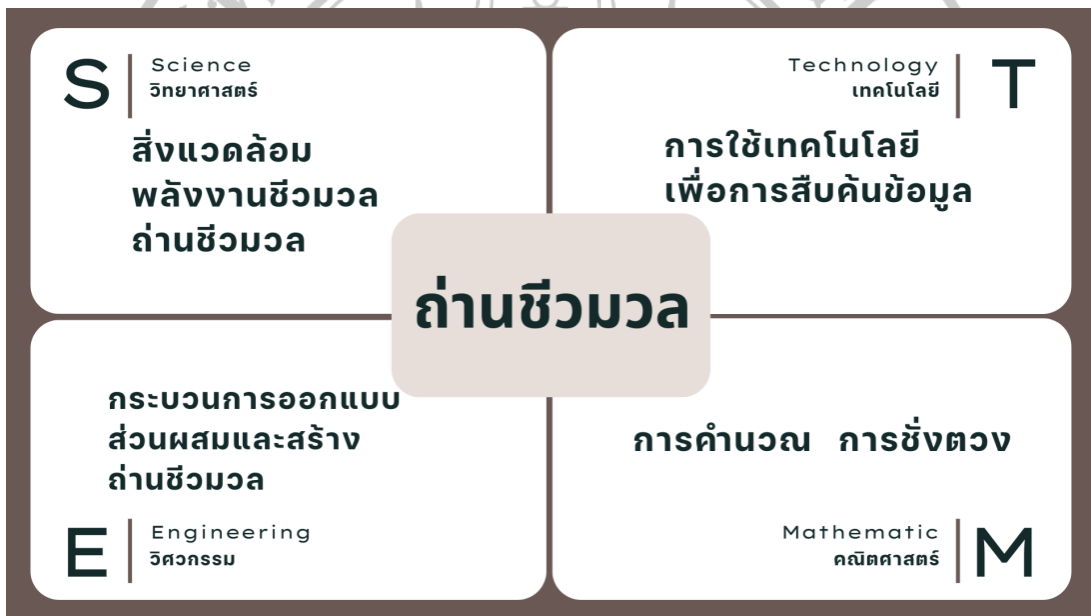 S
Science
วิทยาศาสตร์
สิ่งแวดล้อม
พลังงานชีวมวล
ถ่านชีวมวล
Technology
เทคโนโลยี
T
การใช้เทคโนโลยี
เพื่อการสืบค้นข้อมูล
ถ่านชีวมวล
กระบวนการออกแบบ
ส่วนผสมและสร้าง
ถ่านชีวมวล
E
Engineering
วิศวกรรม
การคำนวณ การชั่งตวง
Mathematic
คณิตศาสตร์
M